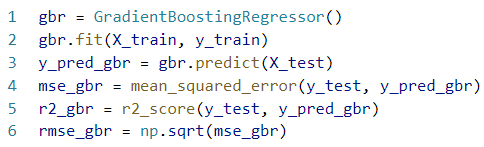 1 gbr = GradientBoostingRegressor()
2 gbr.fit(X_train, y_train)
3 y_pred_gbr = gbr.predict(X_test)
4 mse_gbr = mean_squared_error(y_test, y_pred_gbr)
5 r2_gbr = r2_score(y_test, y_pred_gbr)
6 rmse_gbr = np.sqrt(mse_gbr)